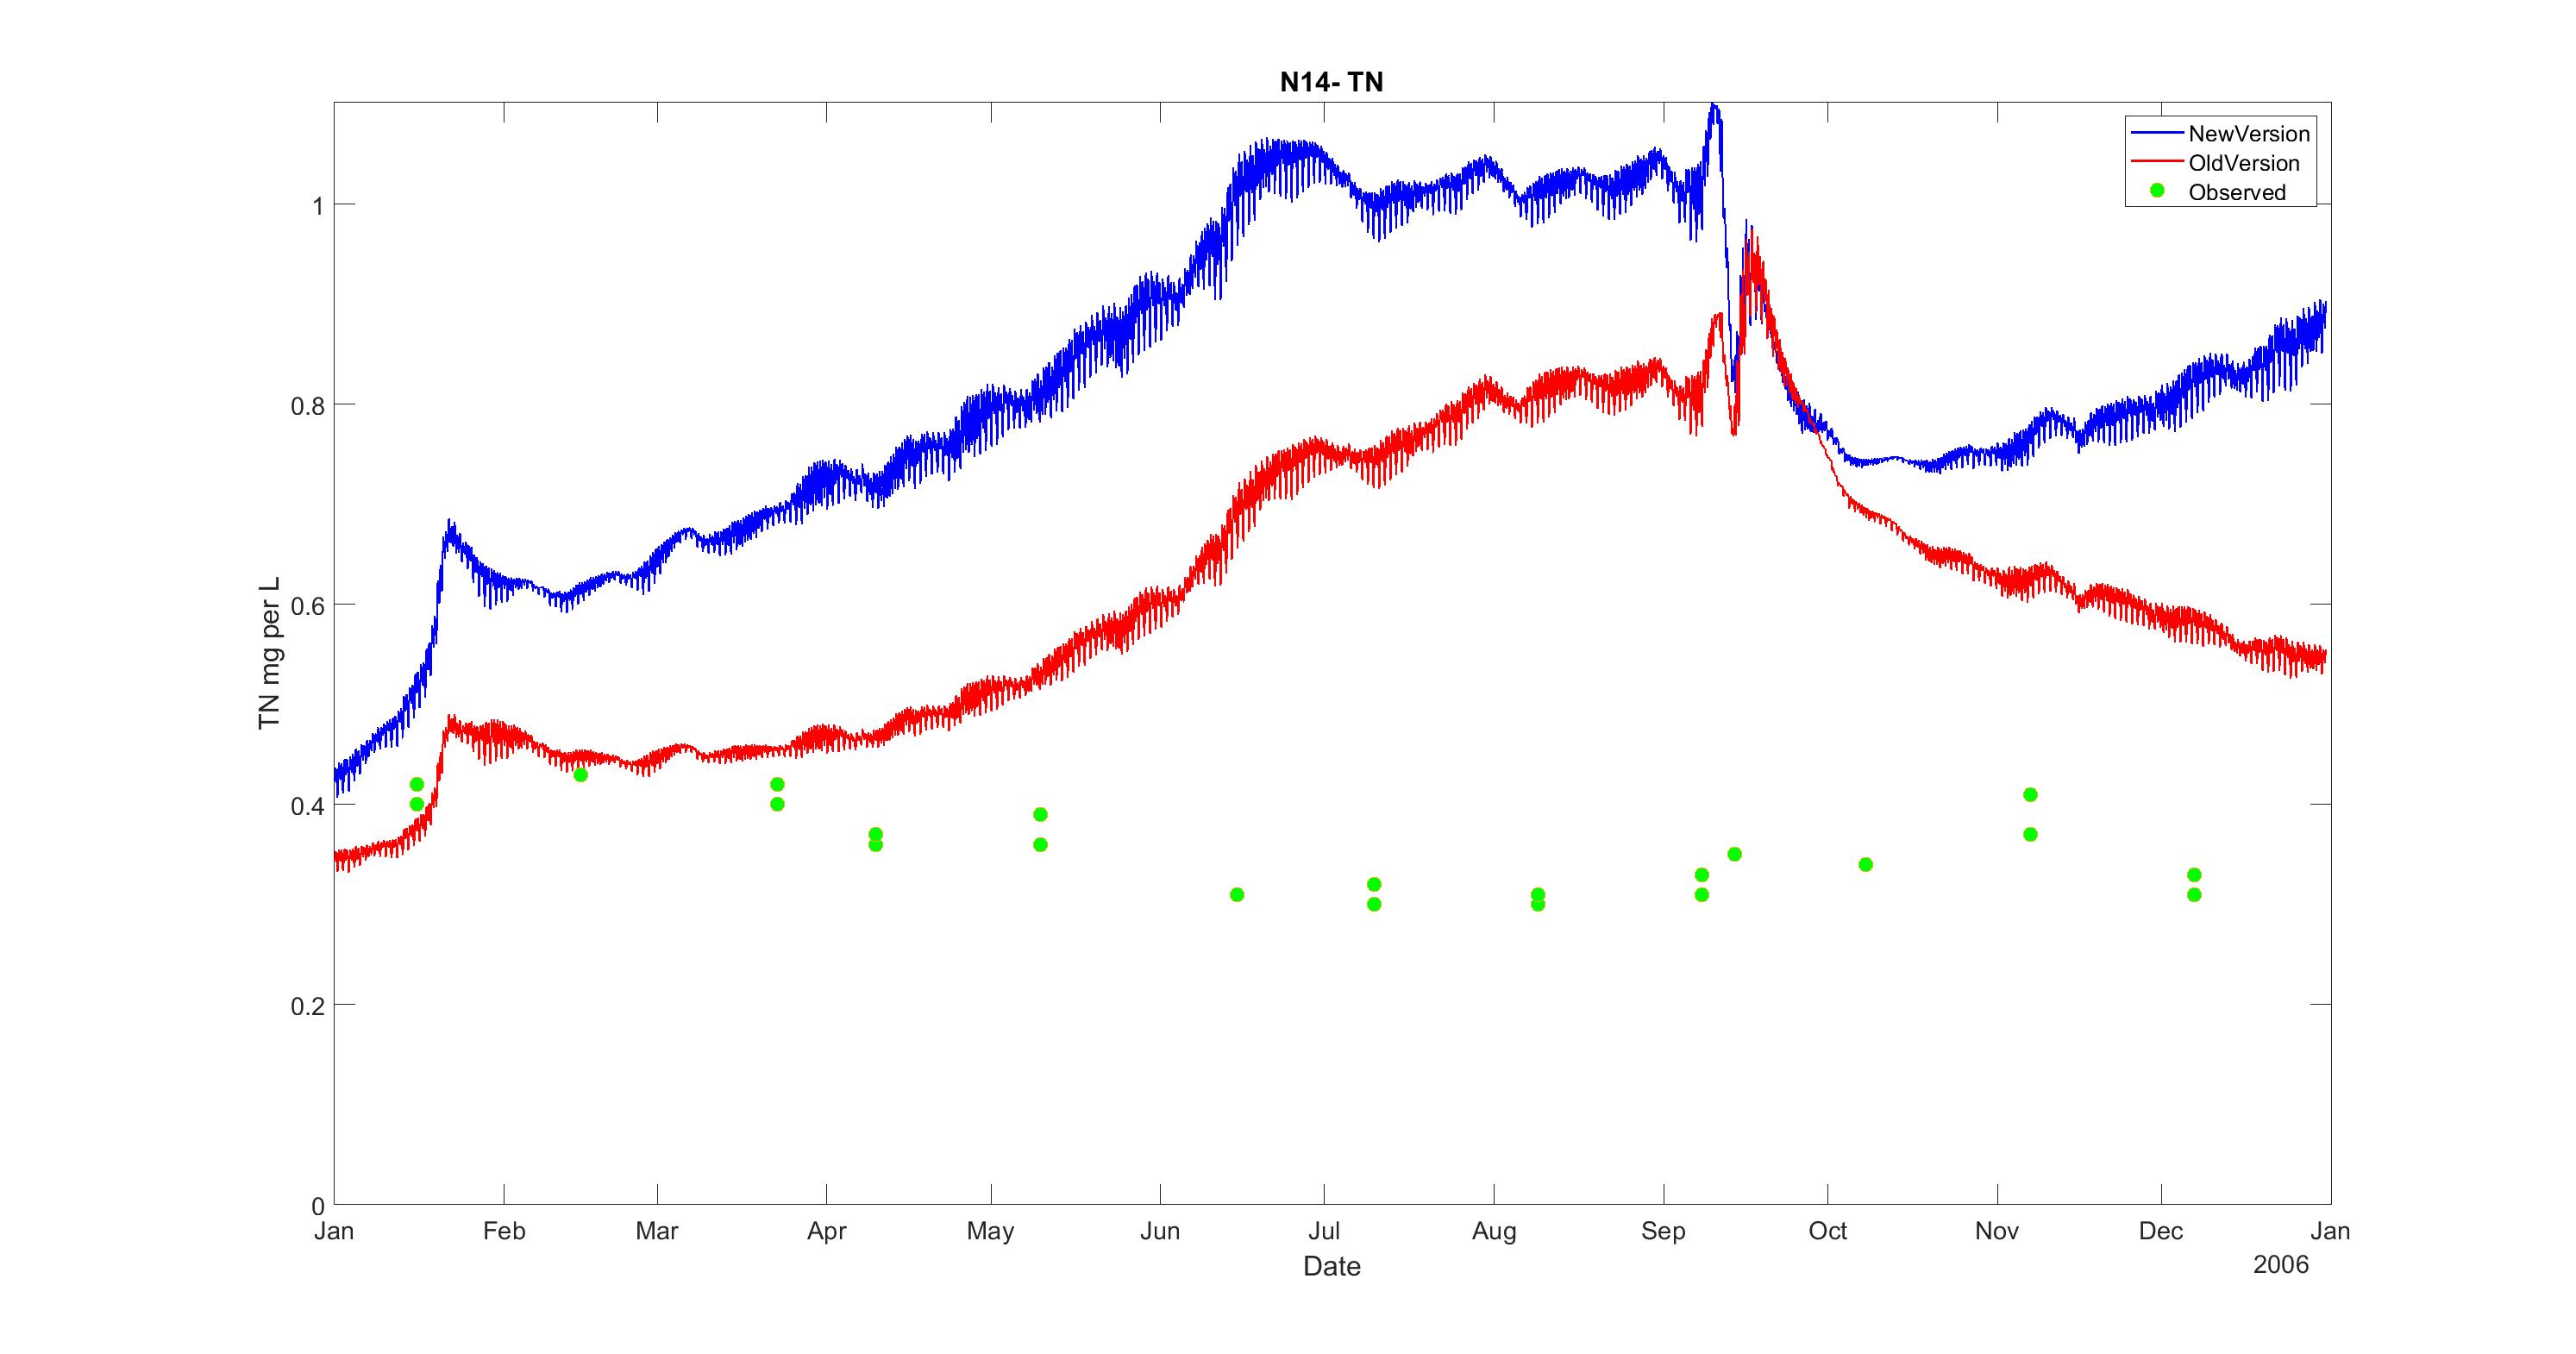 N14- TN
NewVersion
OldVersion
Observed
TN mg per L
1
0.8
0.6
0.4
0.2
0
Jan Feb Mar Apr May Jun Jul Aug Sep Oct Nov Dec Jan
Date
2006